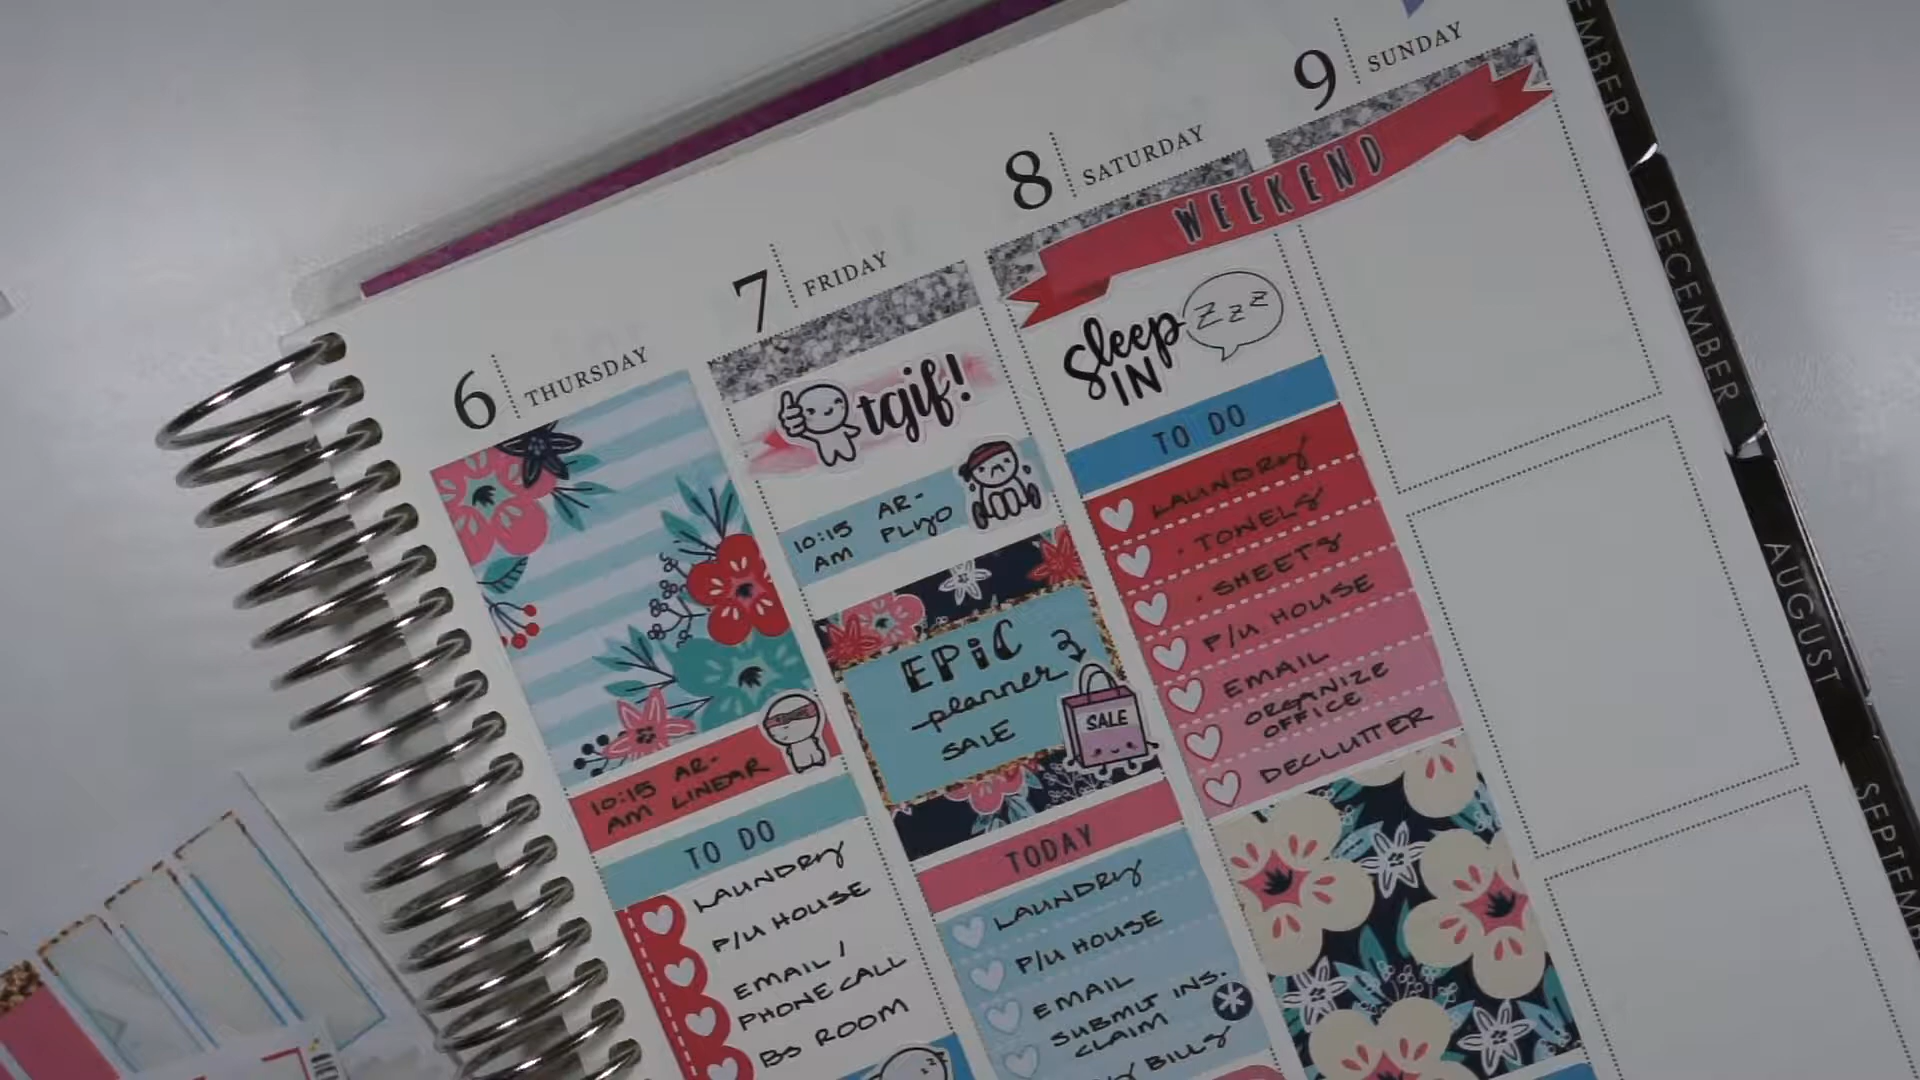 6 THURSDAY
10:15 AR-
AM LINEAR
TO DO
LAUNDRY
P/U HOUSE
EMAIL /
PHONE CALL
BS ROOM
7 FRIDAY
tgif!
10:15 AR-
AM PLYO
EPIC
planner
SALE
SALE
TODAY
LAUNDRY
P/U HOUSE
EMAIL
SUBMIT INS.
CLAIM
BILLS
8 SATURDAY
9 SUNDAY
WEEKEND
Sleep
IN
Z Z Z
TO DO
LAUNDRY
· TOWELS
· SHEETS
P/U HOUSE
EMAIL
ORGANIZE
OFFICE
DECLUTTER
DECEMBER
AUGUST